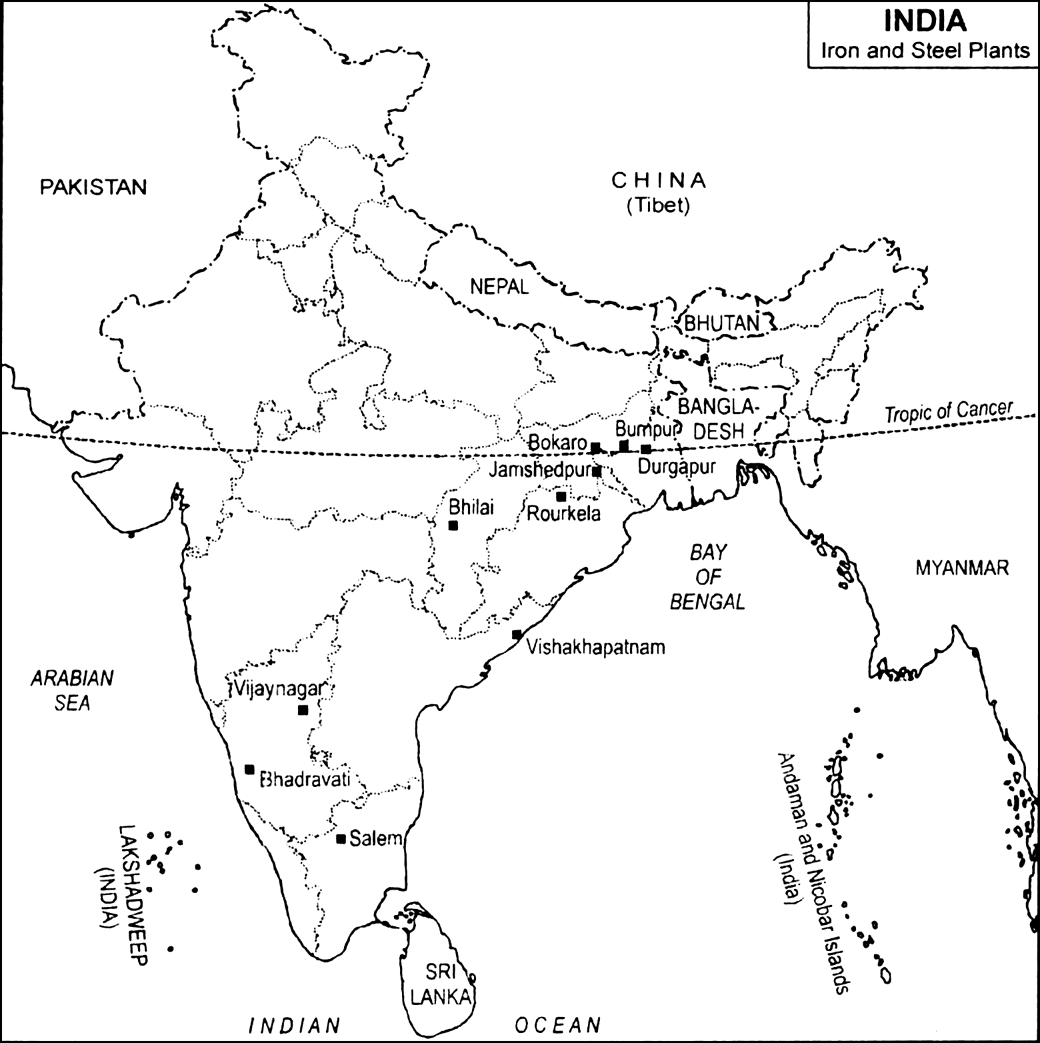 INDIA
Iron and Steel Plants
PAKISTAN
CHINA
(Tibet)
NEPAL
BHUTAN
BANGLA-
DESH
Tropic of Cancer
Bokaro
Bumpur
Jamshedpur
Durgapur
Bhilai
Rourkela
BAY
OF
BENGAL
MYANMAR
Vishakhapatnam
ARABIAN
SEA
Vijaynagar
Bhadravati
Salem
LAKSHADWEEP
(INDIA)
Andaman and Nicobar Islands
(India)
SRI
LANKA
INDIAN OCEAN